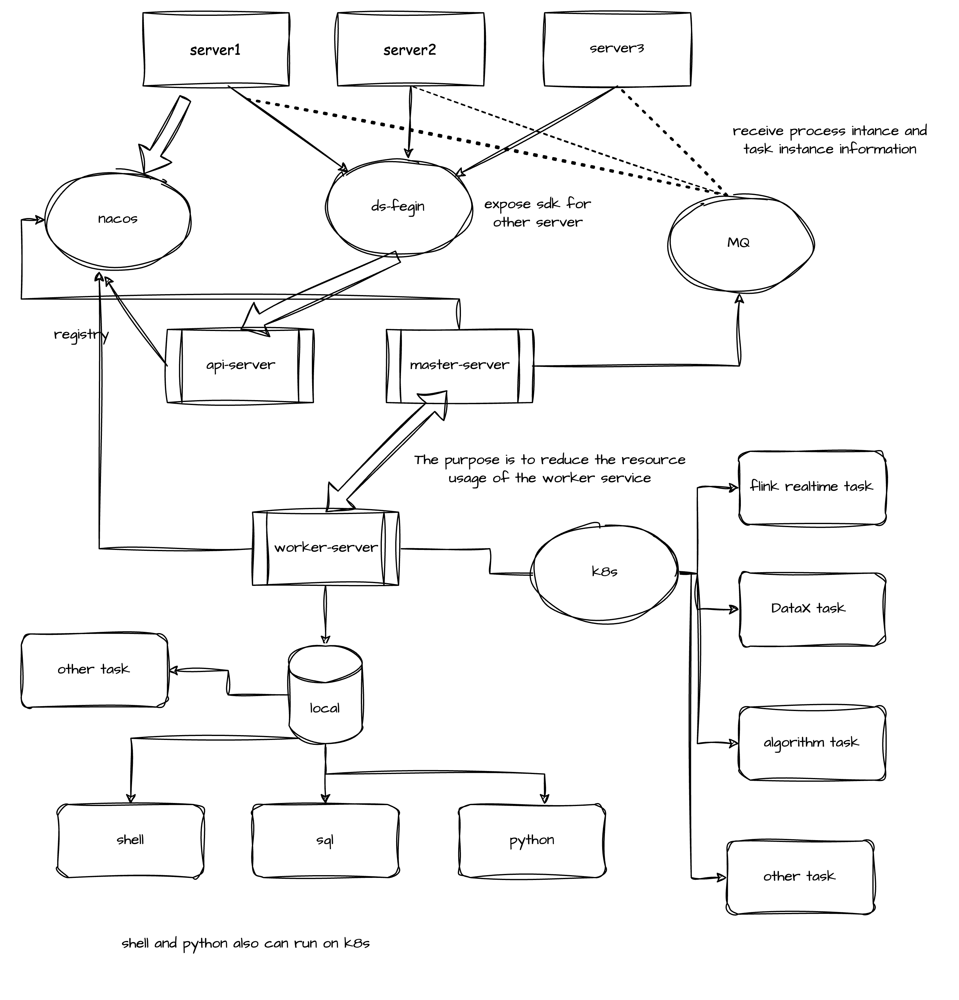 server1
server2
server3
receive process intance and
task instance information
nacos
ds-fegin
expose sdk for
other server
MQ
registry
api-server
master-server
The purpose is to reduce the resource
usage of the worker service
flink realtime task
worker-server
k8s
DataX task
other task
local
algorithm task
shell
sql
python
other task
shell and python also can run on k8s